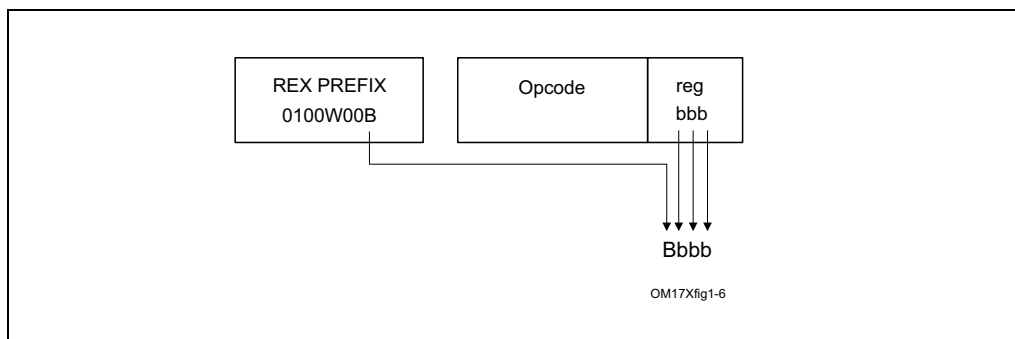 REX PREFIX
0100W00B
Opcode
reg
bbb
Bbbb
OM17Xfig1-6